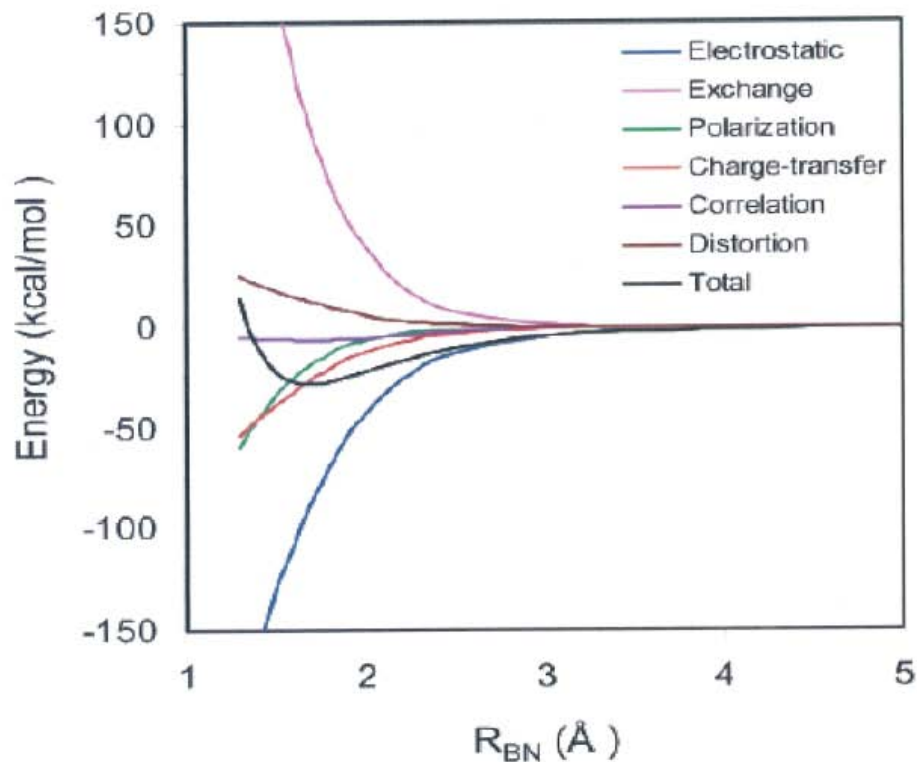 150
100
50
0
-50
-100
-150
Energy (kcal/mol)
Electrostatic
Exchange
Polarization
Charge-transfer
Correlation
Distortion
Total
1 2 3 4 5
R_BN (Å)